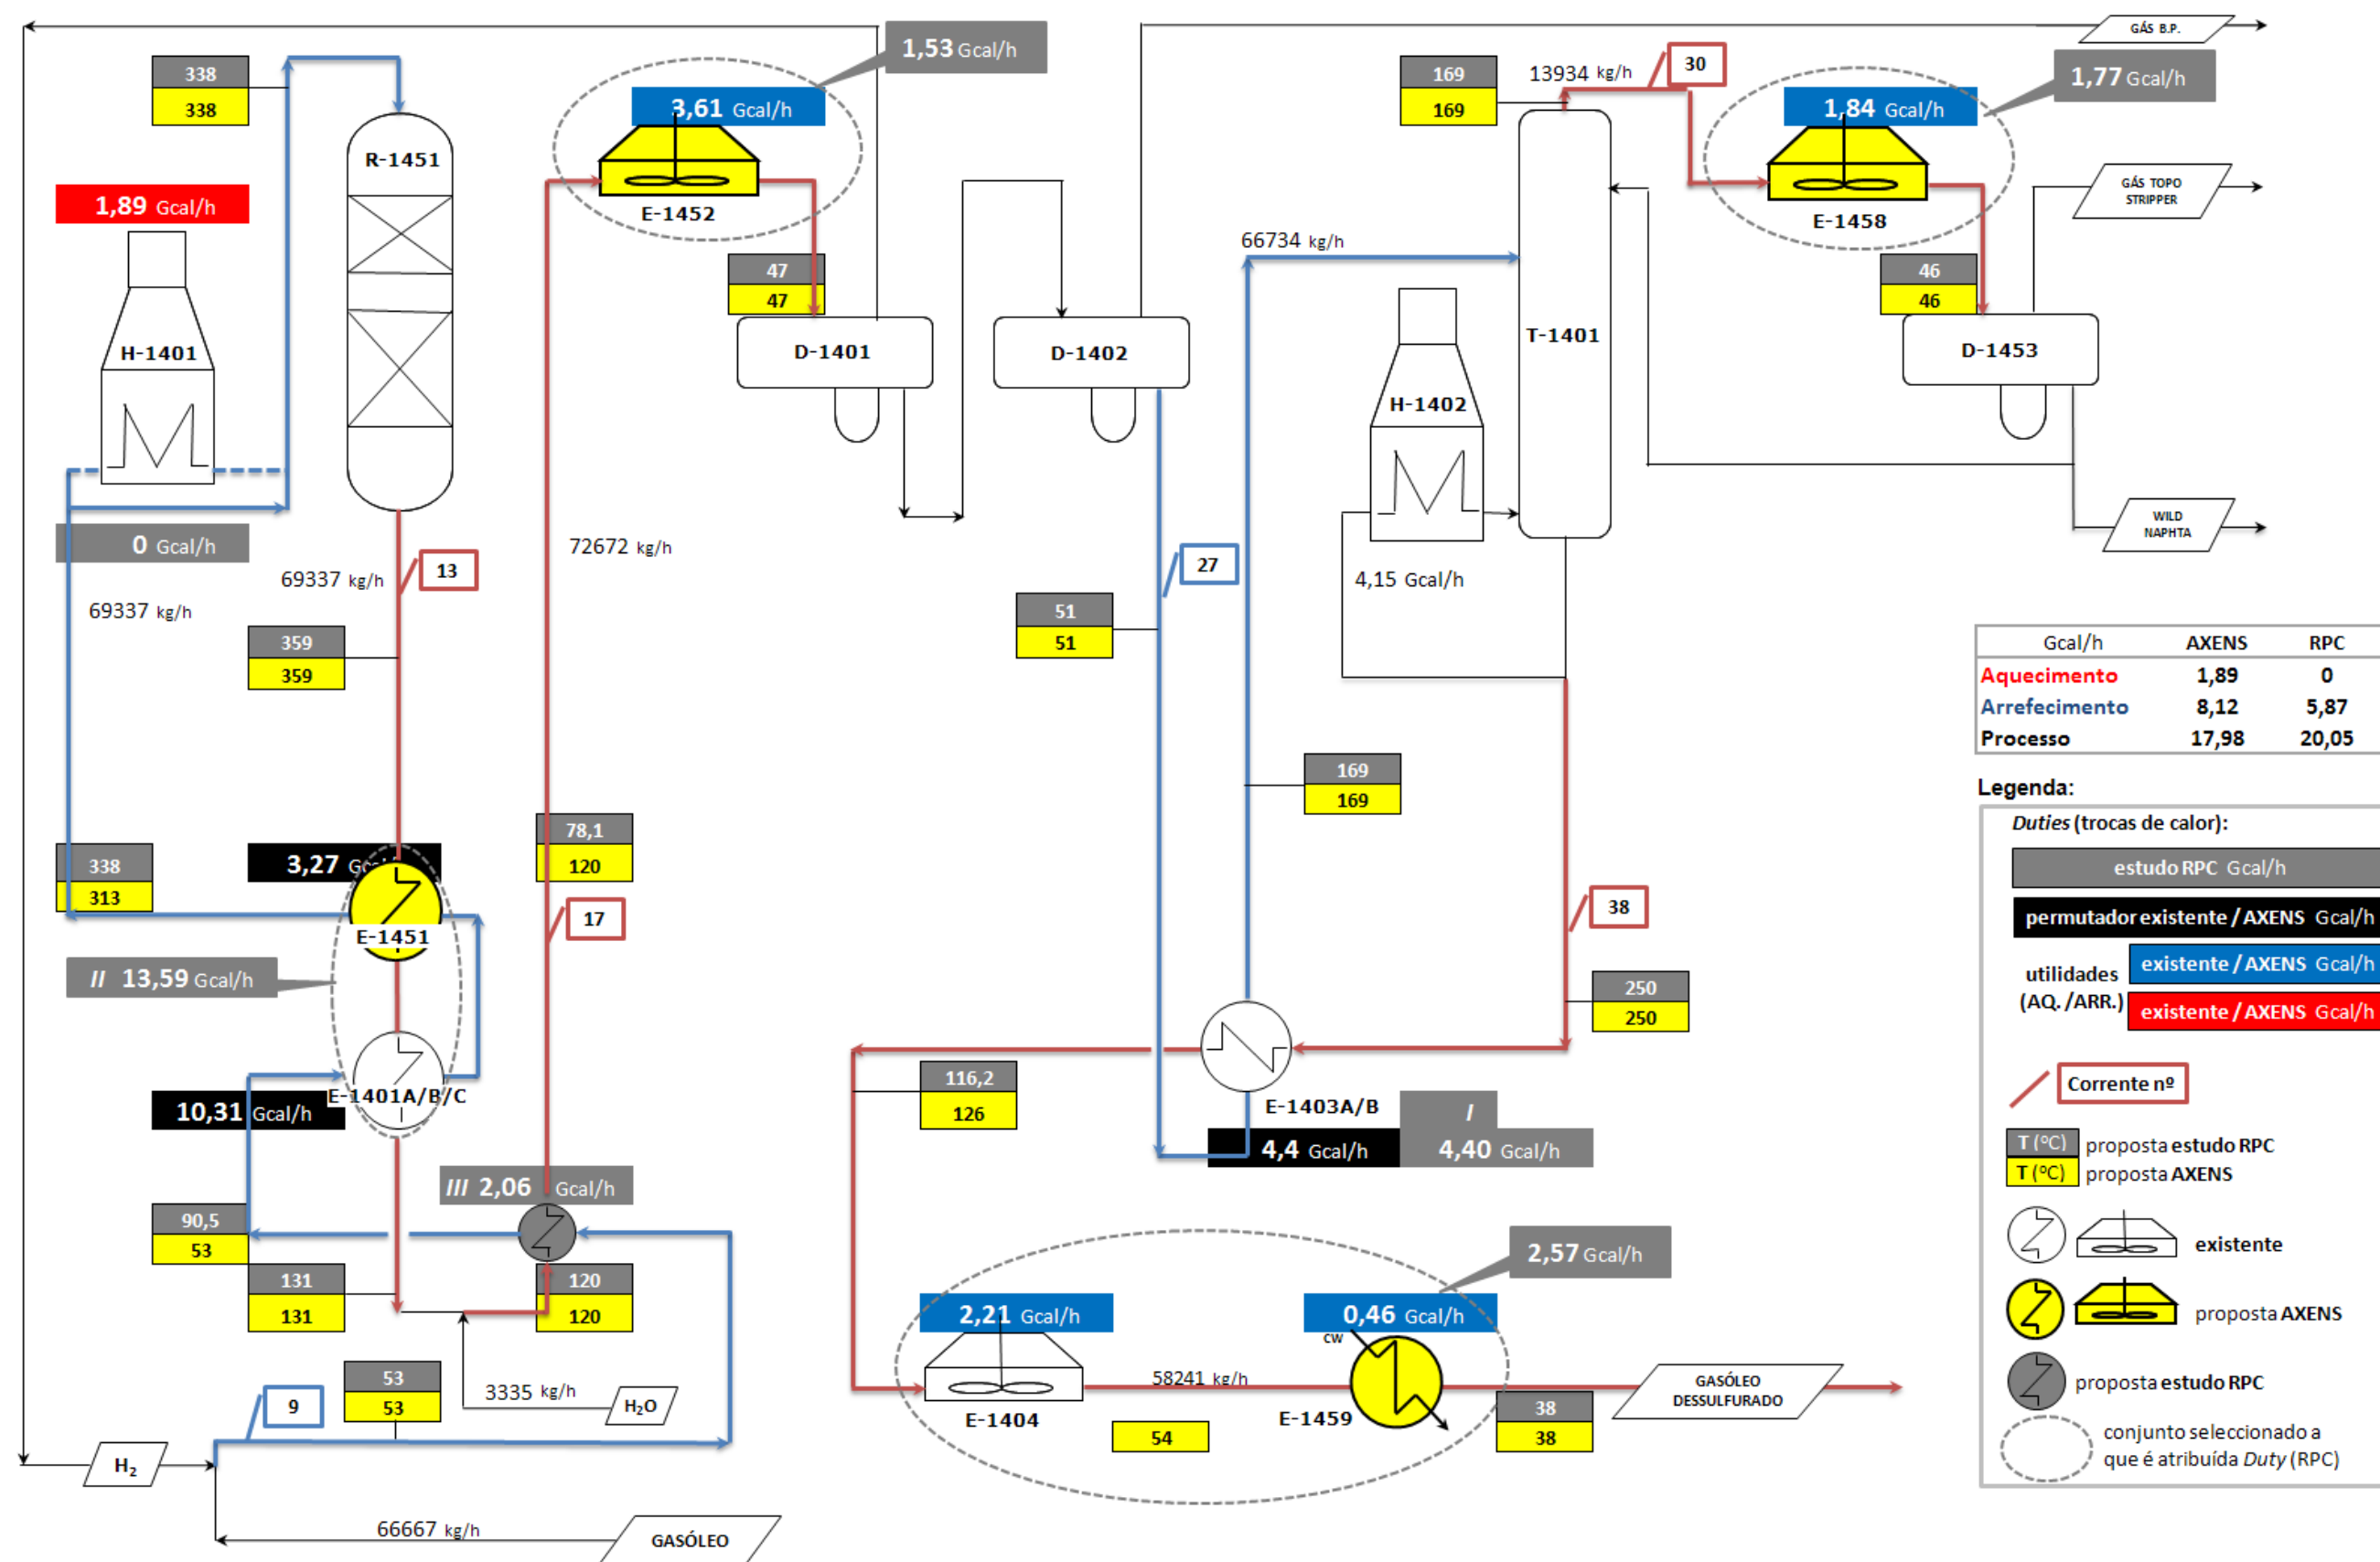 1,53 Gcal/h
GÁS B.P.
338
338
3,61 Gcal/h
169
169
13934 kg/h
30
1,77 Gcal/h
1,84 Gcal/h
R-1451
1,89 Gcal/h
E-1452
E-1458
GÁS TOPO
STRIPPER
66734 kg/h
47
47
46
46
H-1401
D-1401
D-1402
T-1401
D-1453
H-1402
WILD
NAPHTA
0 Gcal/h
72672 kg/h
69337 kg/h
13
69337 kg/h
27
4,15 Gcal/h
51
51
359
359
Gcal/h AXENS RPC
Aquecimento 1,89 0
Arrefecimento 8,12 5,87
Processo 17,98 20,05
169
169
Legenda:
Duties (trocas de calor):
estudo RPC Gcal/h
permutador existente / AXENS Gcal/h
utilidades
(AQ. /ARR.)
existente / AXENS Gcal/h
existente / AXENS Gcal/h
Corrente nº
T (ºC) proposta estudo RPC
T (ºC) proposta AXENS
existente
proposta AXENS
proposta estudo RPC
conjunto seleccionado a
que é atribuída Duty (RPC)
78,1
120
338
313
3,27
17
38
E-1451
II 13,59 Gcal/h
250
250
116,2
126
E-1401A/B/C
10,31 Gcal/h
E-1403A/B
I
4,4 Gcal/h
4,40 Gcal/h
III 2,06 Gcal/h
90,5
53
131
131
120
120
2,57 Gcal/h
2,21 Gcal/h
0,46 Gcal/h
CW
53
53
3335 kg/h
H2O
9
58241 kg/h
E-1404
E-1459
GASÓLEO
DESSULFURADO
54
38
38
H2
66667 kg/h
GASÓLEO